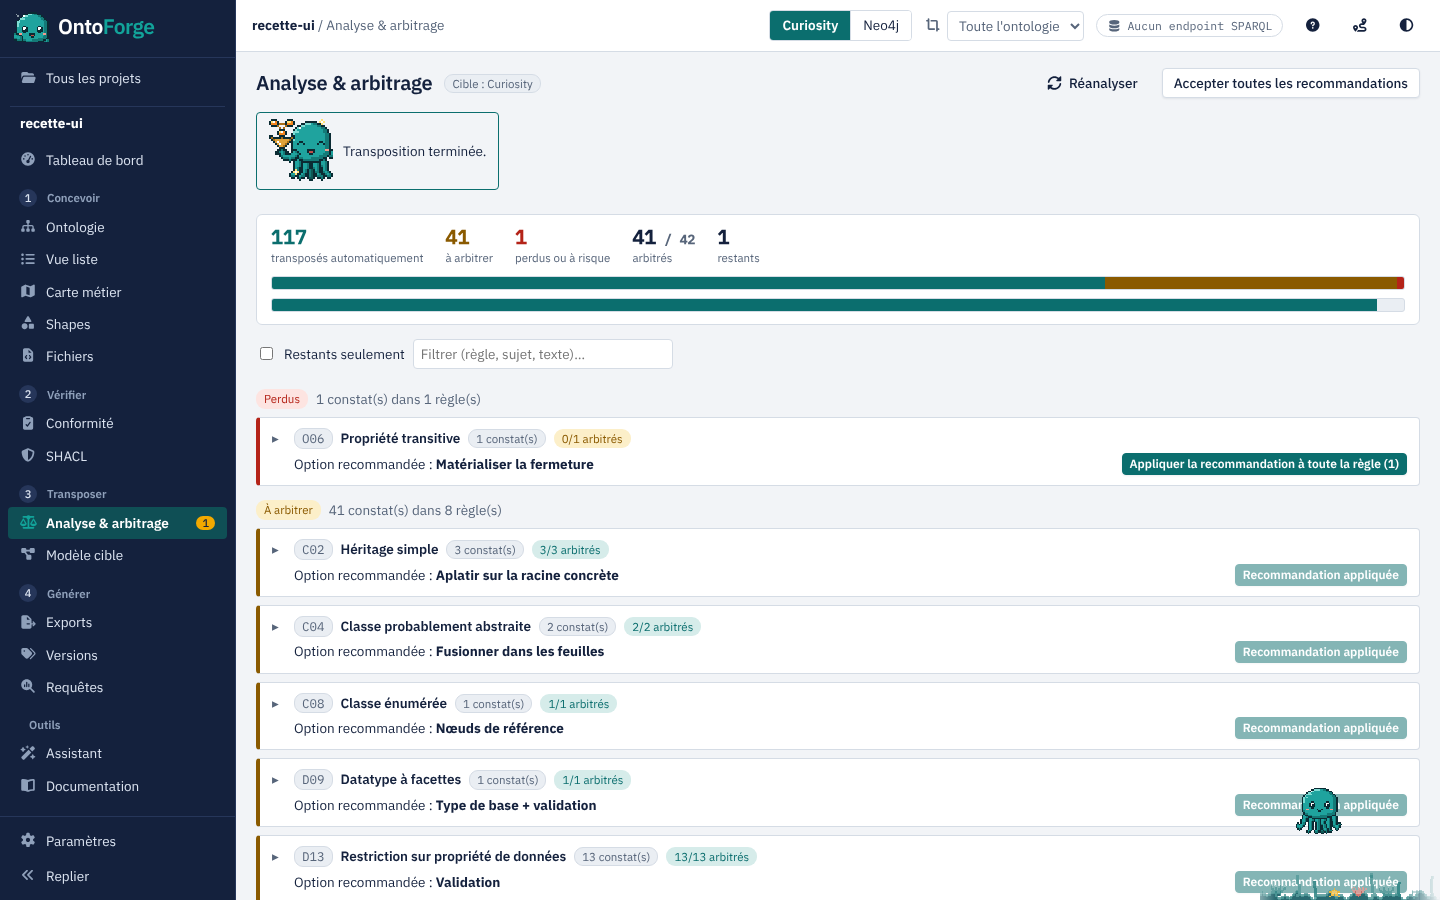 OntoForge
Tous les projets
recette-ui
Tableau de bord
1 Concevoir
Ontologie
Vue liste
Carte métier
Shapes
Fichiers
2 Vérifier
Conformité
SHACL
3 Transposer
Analyse & arbitrage 1
Modèle cible
4 Générer
Exports
Versions
Requêtes
Outils
Assistant
Documentation
Paramètres
Replier
recette-ui / Analyse & arbitrage
Curiosity Neo4j Toute l'ontologie Aucun endpoint SPARQL
Analyse & arbitrage Cible : Curiosity Réanalyser Accepter toutes les recommandations
Transposition terminée.
117 41 1 41 / 42 1
transposés automatiquement à arbitrer perdus ou à risque arbitrés restants
Restants seulement Filtrer (règle, sujet, texte)...
Perdus 1 constat(s) dans 1 règle(s)
O06 Propriété transitive 1 constat(s) 0/1 arbitrés
Option recommandée : Matérialiser la fermeture Appliquer la recommandation à toute la règle (1)
À arbitrer 41 constat(s) dans 8 règle(s)
C02 Héritage simple 3 constat(s) 3/3 arbitrés
Option recommandée : Aplatir sur la racine concrète Recommandation appliquée
C04 Classe probablement abstraite 2 constat(s) 2/2 arbitrés
Option recommandée : Fusionner dans les feuilles Recommandation appliquée
C08 Classe énumérée 1 constat(s) 1/1 arbitrés
Option recommandée : Nœuds de référence Recommandation appliquée
D09 Datatype à facettes 1 constat(s) 1/1 arbitrés
Option recommandée : Type de base + validation appliquée
D13 Restriction sur propriété de données 13 constat(s) 13/13 arbitrés
Option recommandée : Validation Recommandation appliquée